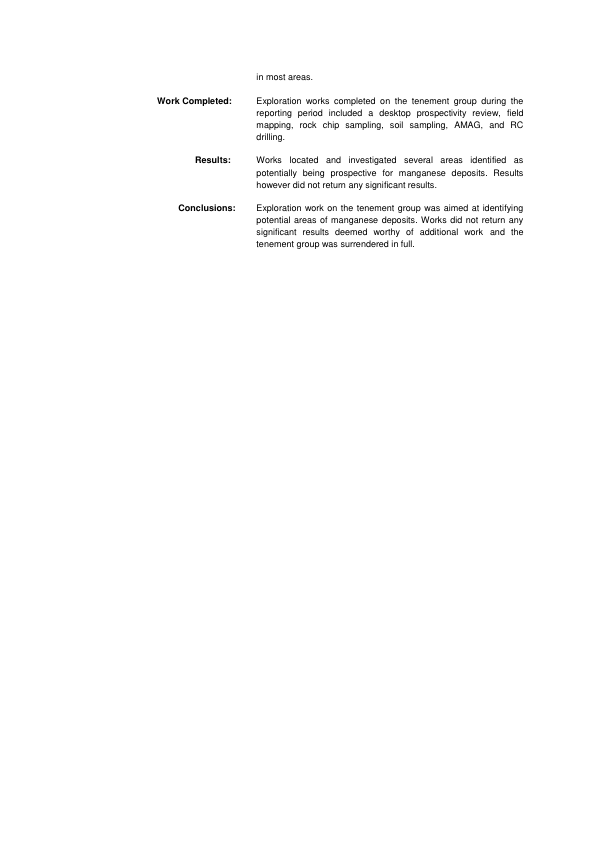 in most areas.
Work Completed: Exploration works completed on the tenement group during the
reporting period included a desktop prospectivity review, field
mapping, rock chip sampling, soil sampling, AMAG, and RC
drilling.
Results: Works located and investigated several areas identified as
potentially being prospective for manganese deposits. Results
however did not return any significant results.
Conclusions: Exploration work on the tenement group was aimed at identifying
potential areas of manganese deposits. Works did not return any
significant results deemed worthy of additional work and the
tenement group was surrendered in full.